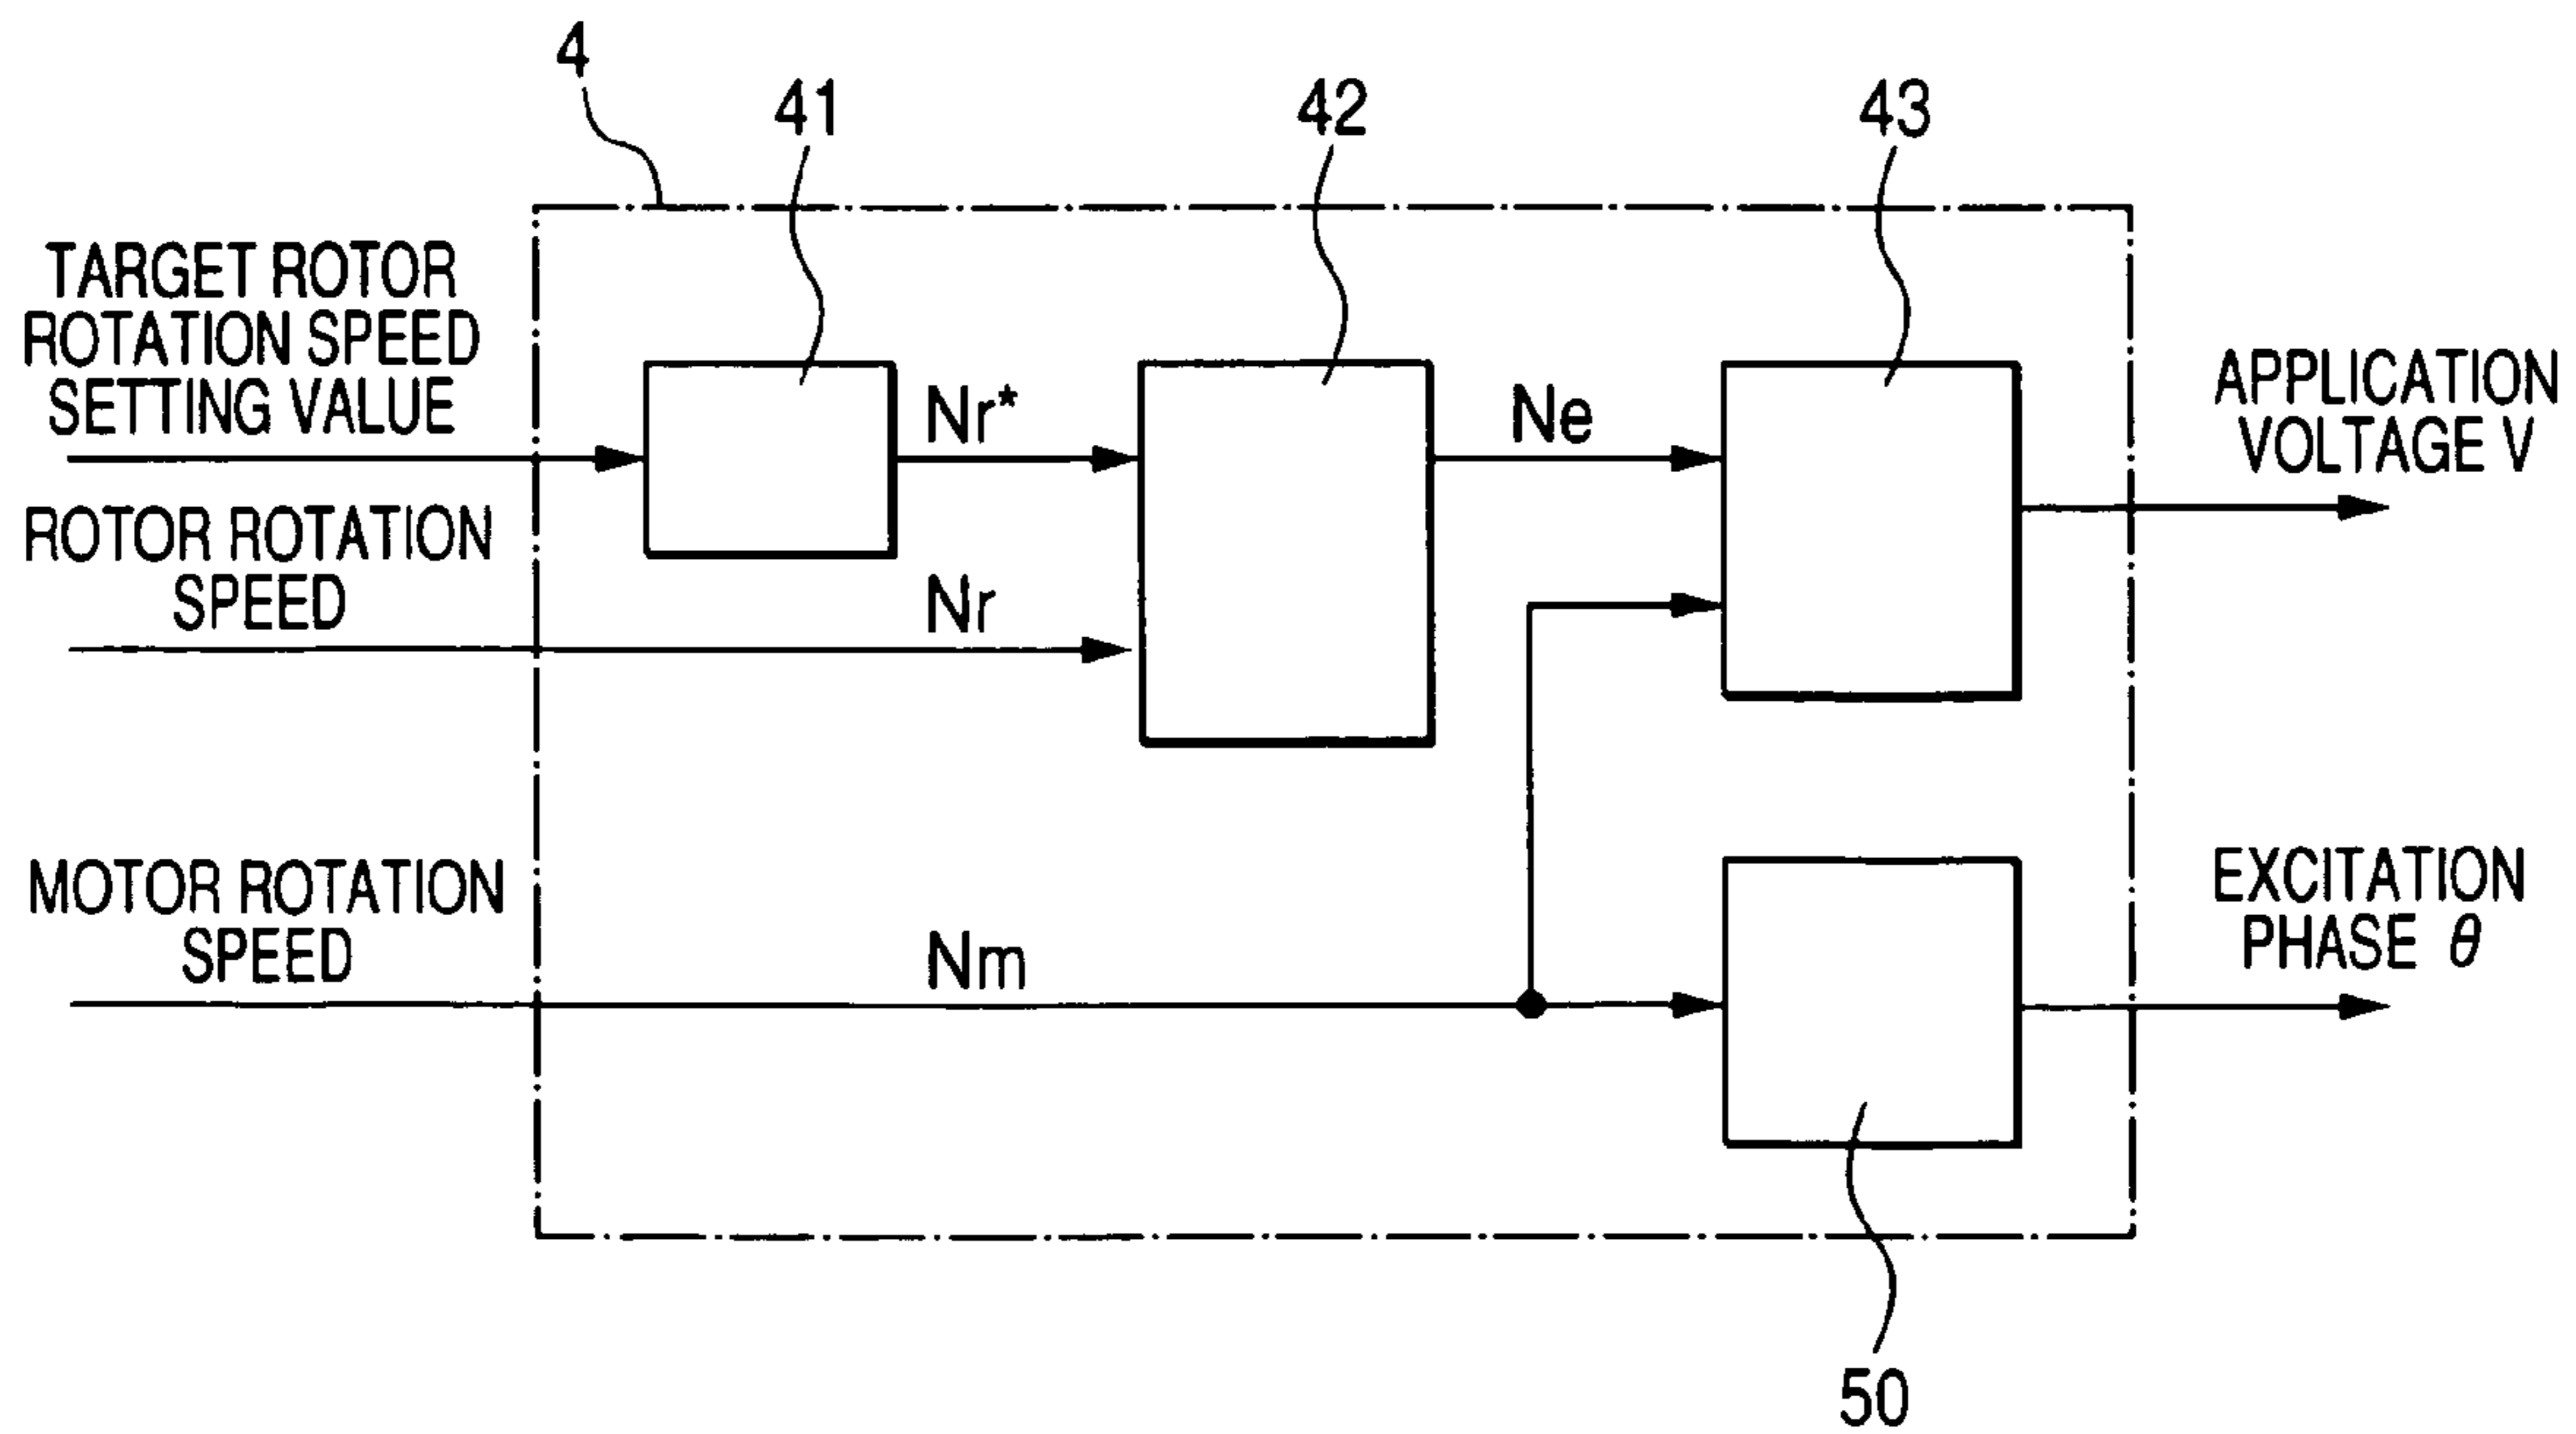 4
41
42
43
TARGET ROTOR
ROTATION SPEED
SETTING VALUE
Nr*
Ne
APPLICATION
VOLTAGE V
ROTOR ROTATION
SPEED
Nr
MOTOR ROTATION
SPEED
Nm
EXCITATION
PHASE θ
50